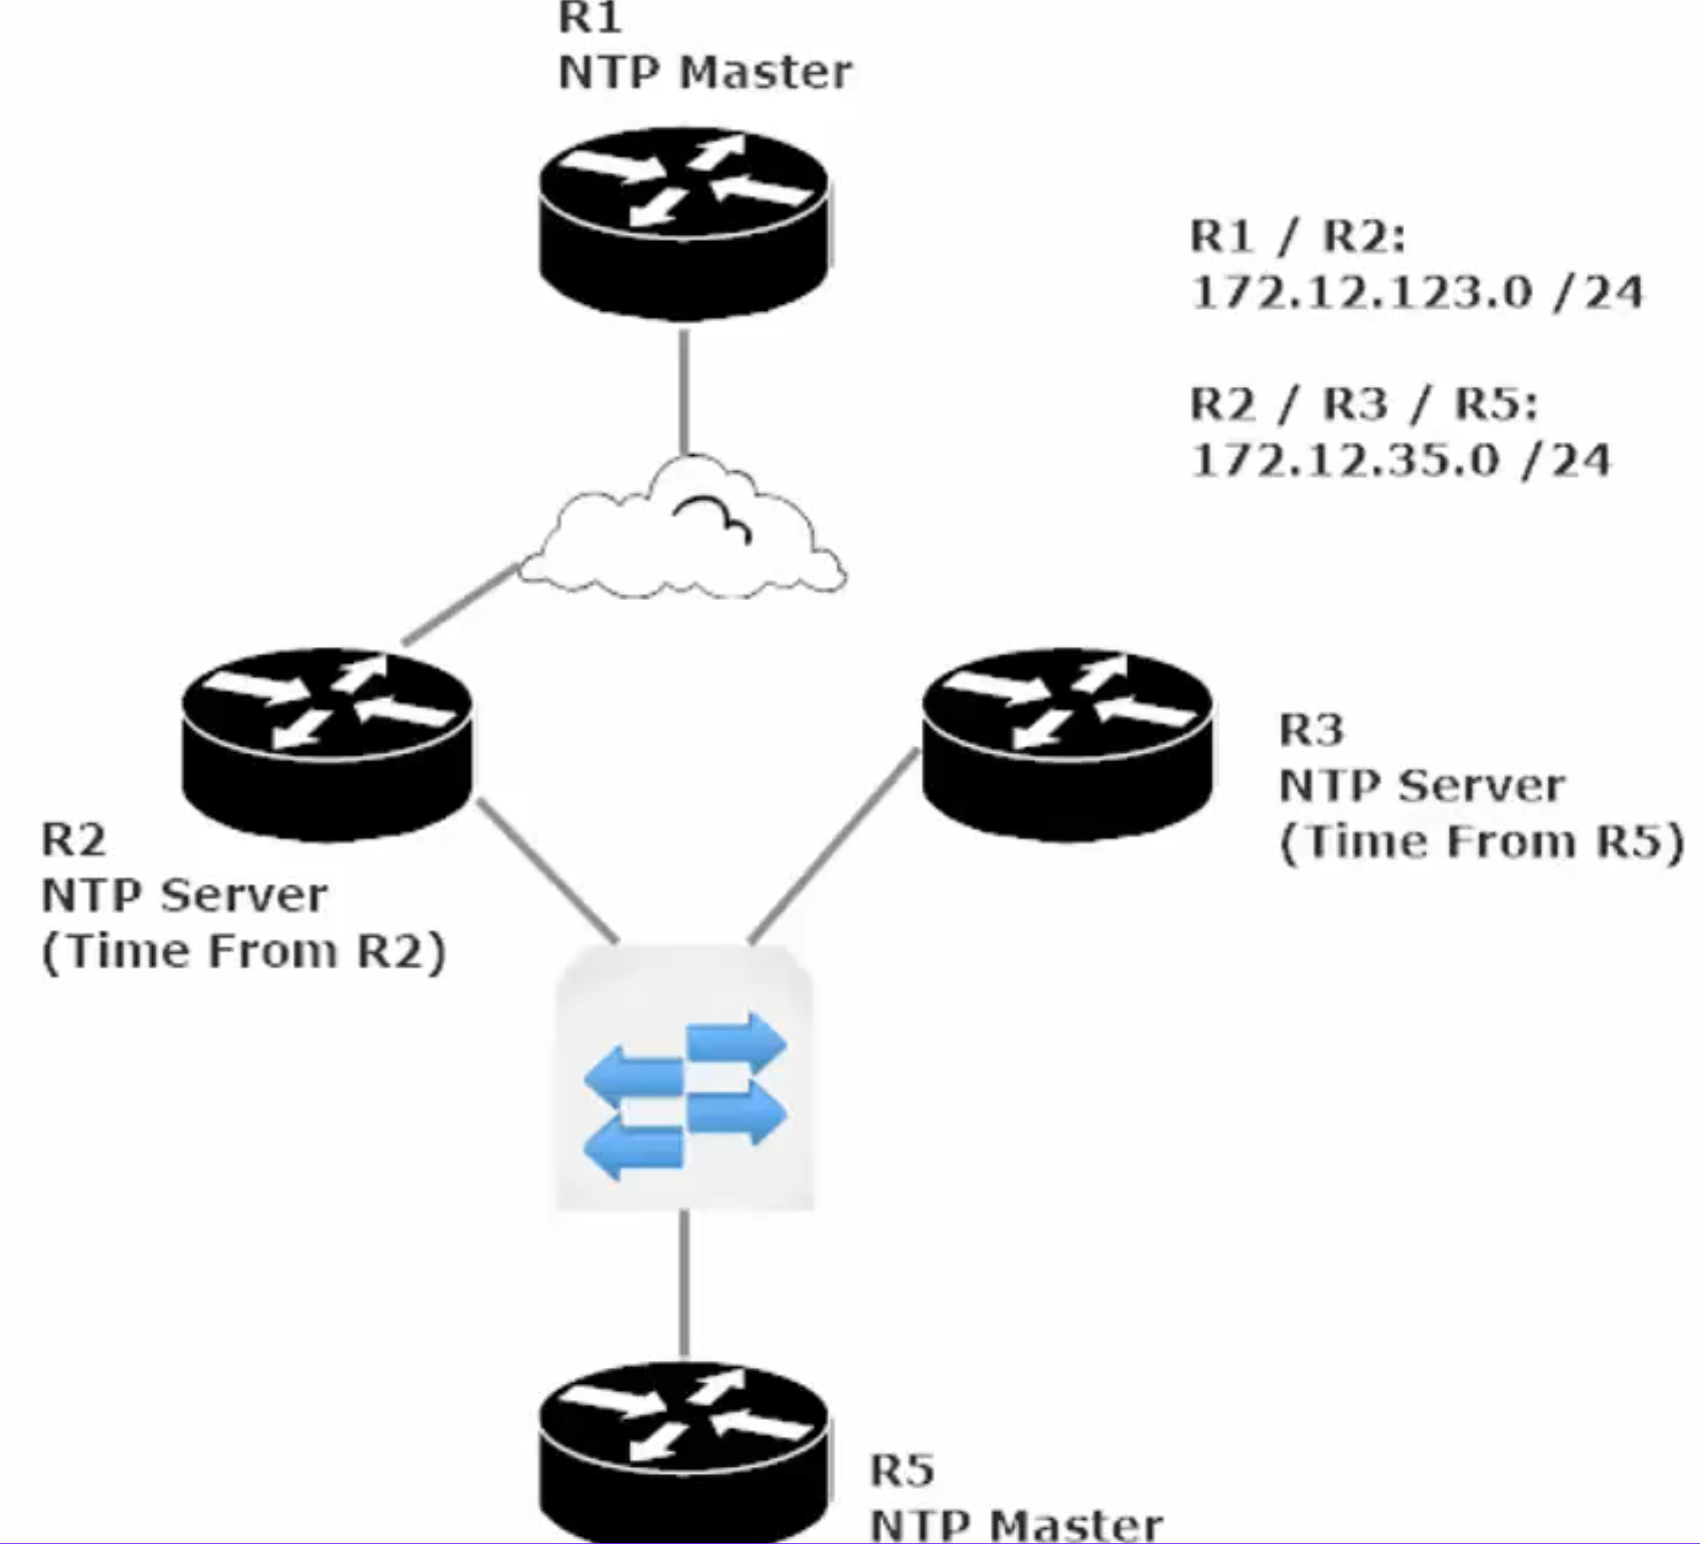 R1
NTP Master
R1 / R2:
172.12.123.0 /24
R2 / R3 / R5:
172.12.35.0 /24
R3
NTP Server
(Time From R5)
R2
NTP Server
(Time From R2)
R5
NTP Master